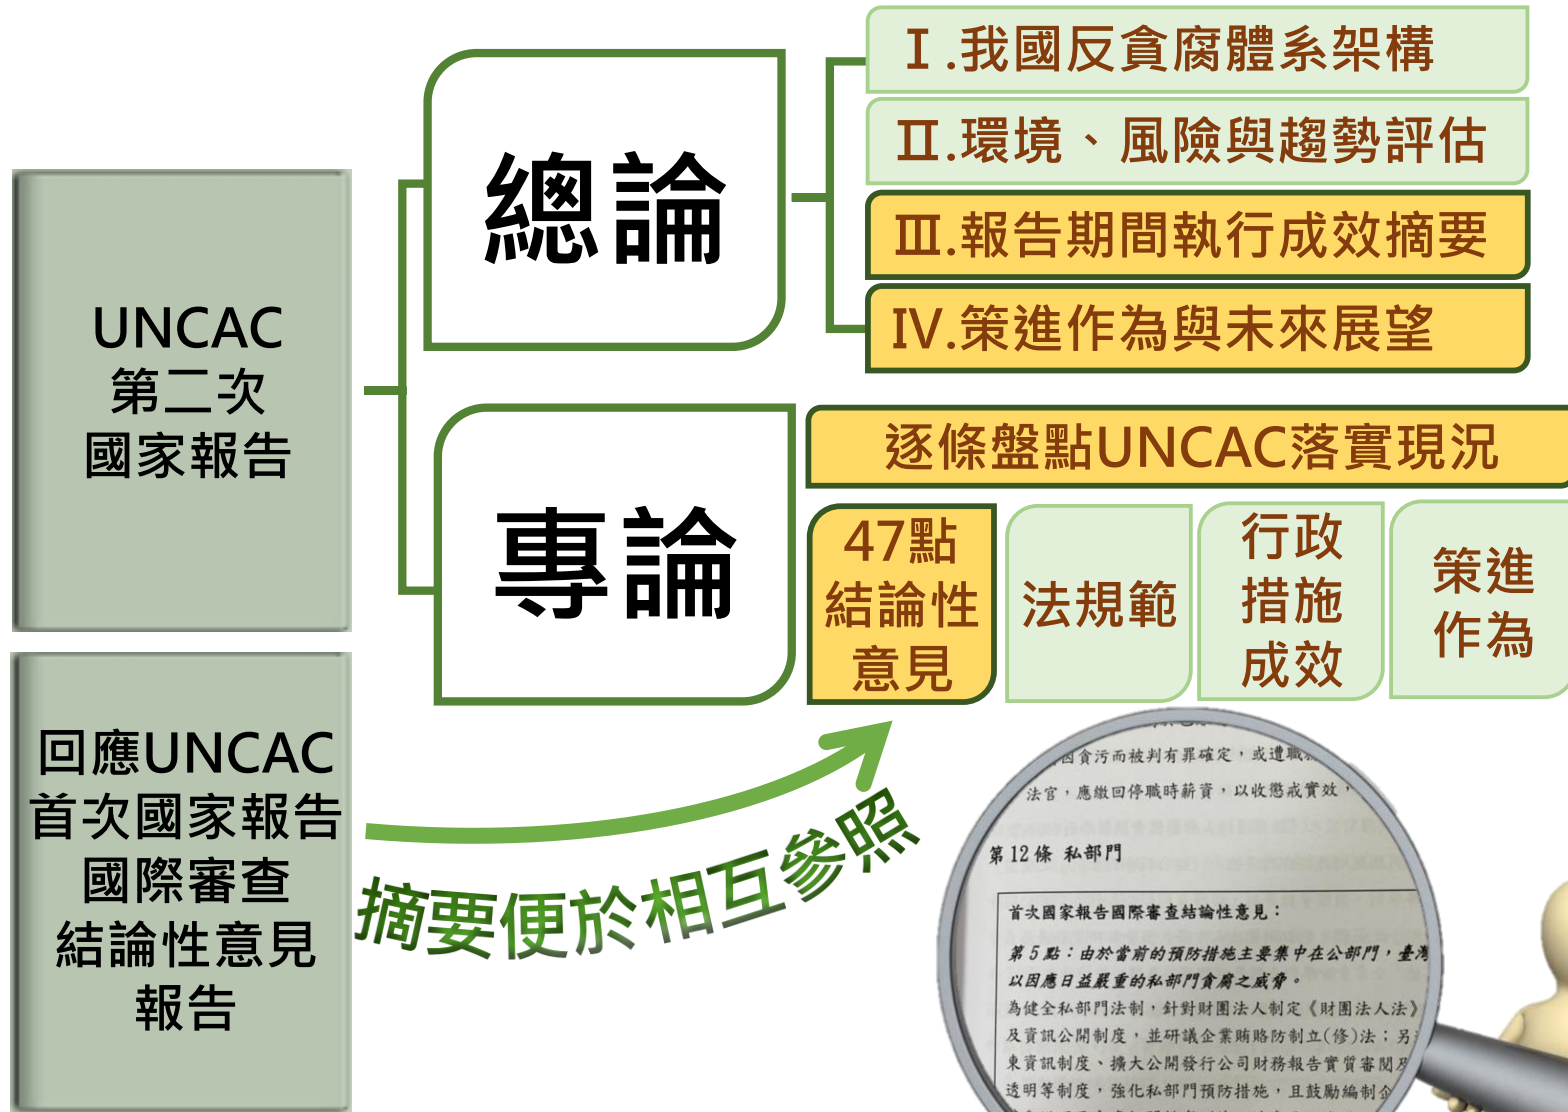 UNCAC
第二次
國家報告
總論
Ⅰ.我國反貪腐體系架構
Ⅱ.環境、風險與趨勢評估
Ⅲ.報告期間執行成效摘要
Ⅳ.策進作為與未來展望
專論
逐條盤點UNCAC落實現況
47點
結論性
意見
法規範
行政
措施
成效
策進
作為
回應UNCAC
首次國家報告
國際審查
結論性意見
報告
摘要便於相互參照
因貪污而被判有罪確定，或遭職
法官，應繳回停職時薪資，以收懲戒實效，
第12條 私部門
首次國家報告國際審查結論性意見：
第5點：由於當前的預防措施主要集中在公部門，臺灣
以因應日益嚴重的私部門貪腐之威脅。
為健全私部門法制，針對財團法人制定《財團法人法》
及資訊公開制度，並研議企業賄賂防制立(修)法；另
東資訊制度、擴大公開發行公司財務報告實質審閱及
透明等制度，強化私部門預防措施，且鼓勵編制企